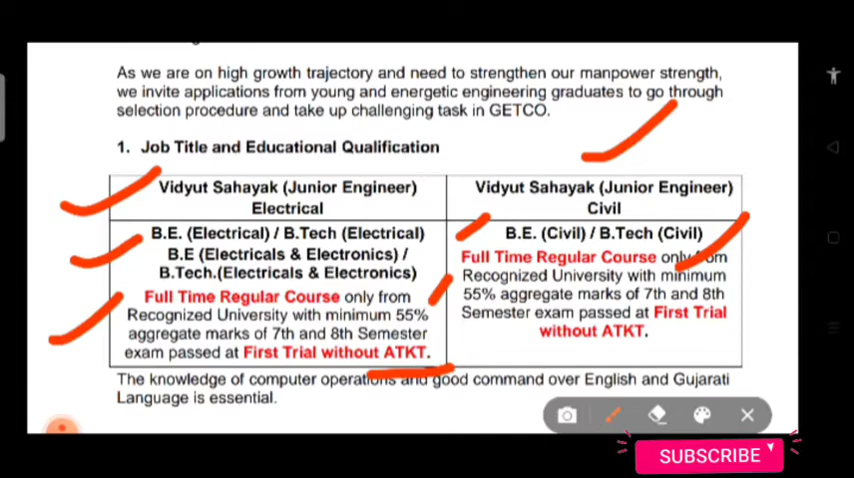 As we are on high growth trajectory and need to strengthen our manpower strength,
we invite applications from young and energetic engineering graduates to go through
selection procedure and take up challenging task in GETCO.
1. Job Title and Educational Qualification
Vidyut Sahayak (Junior Engineer)
Electrical
Vidyut Sahayak (Junior Engineer)
Civil
B.E. (Electrical) / B.Tech (Electrical)
B.E (Electricals & Electronics) /
B.Tech.(Electricals & Electronics)
Full Time Regular Course only from
Recognized University with minimum 55%
aggregate marks of 7th and 8th Semester
exam passed at First Trial without ATKT.
B.E. (Civil) / B.Tech (Civil)
Full Time Regular Course only from
Recognized University with minimum
55% aggregate marks of 7th and 8th
Semester exam passed at First Trial
without ATKT.
The knowledge of computer operations and good command over English and Gujarati
Language is essential.
SUBSCRIBE